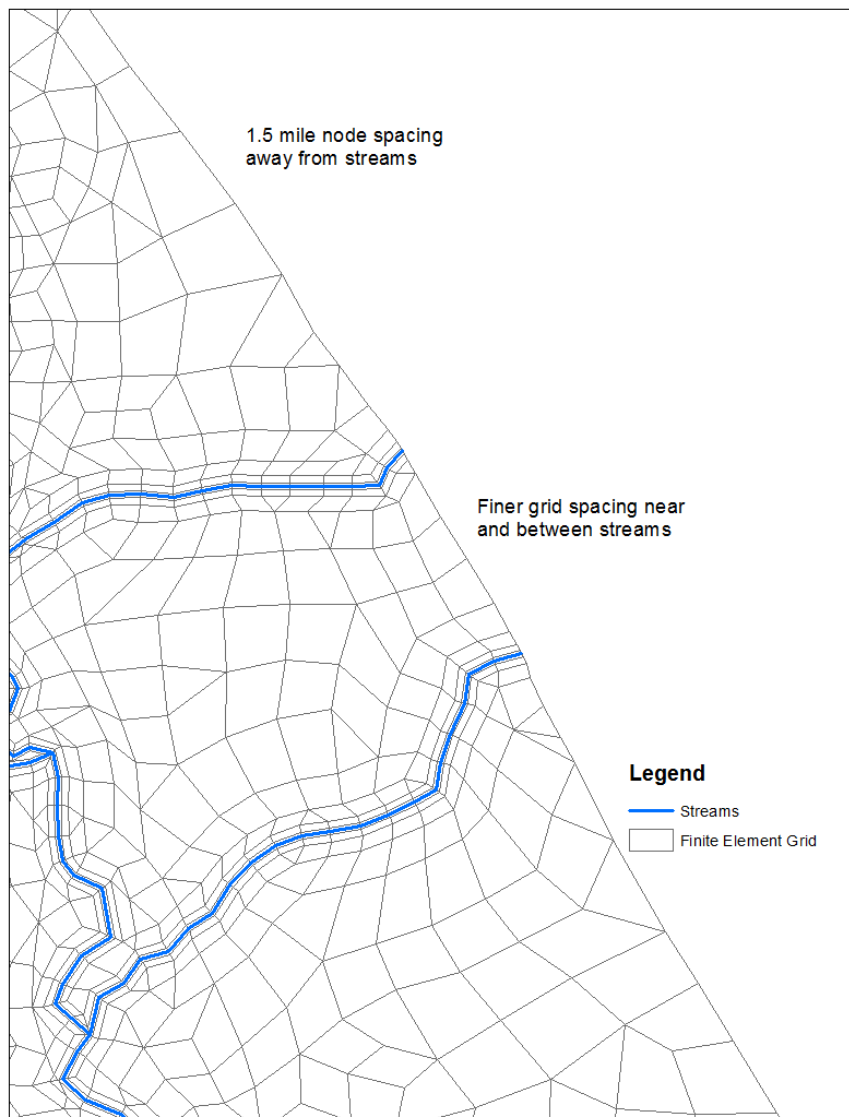 1.5 mile node spacing
away from streams
Finer grid spacing near
and between streams
Legend
Streams
Finite Element Grid